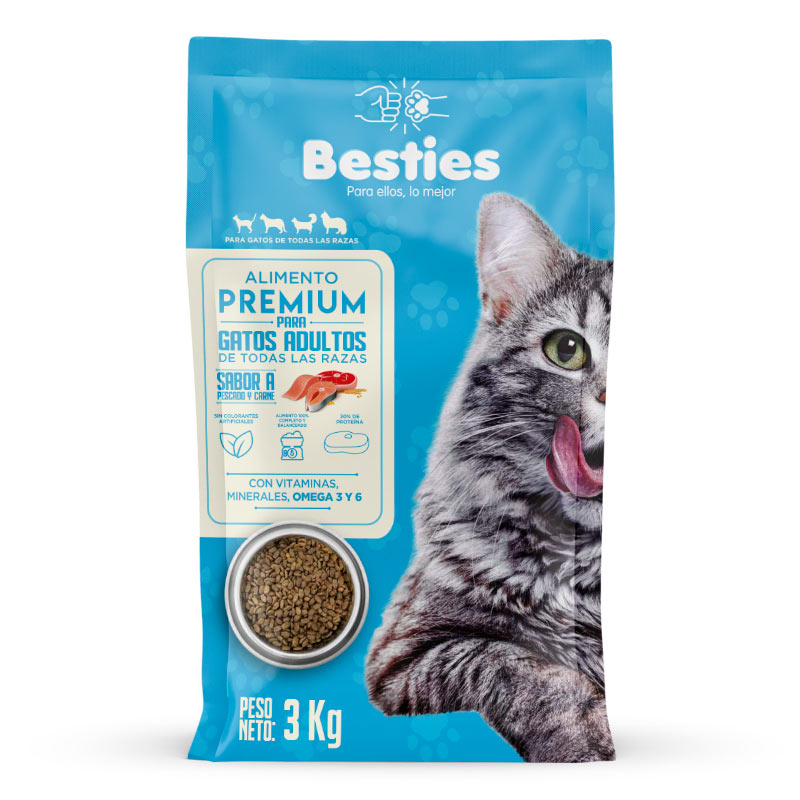 Besties
Para ellos, lo mejor
PARA GATOS DE TODAS LAS RAZAS
ALIMENTO
PREMIUM
PARA
GATOS ADULTOS
DE TODAS LAS RAZAS
SABOR A
PESCADO Y CARNE
SIN COLORANTES
ARTIFICIALES
ALIMENTO 100%
COMPLETO Y
BALANCEADO
30% DE
PROTEÍNA
CON VITAMINAS,
MINERALES, OMEGA 3 Y 6
PESO
NETO: 3 Kg